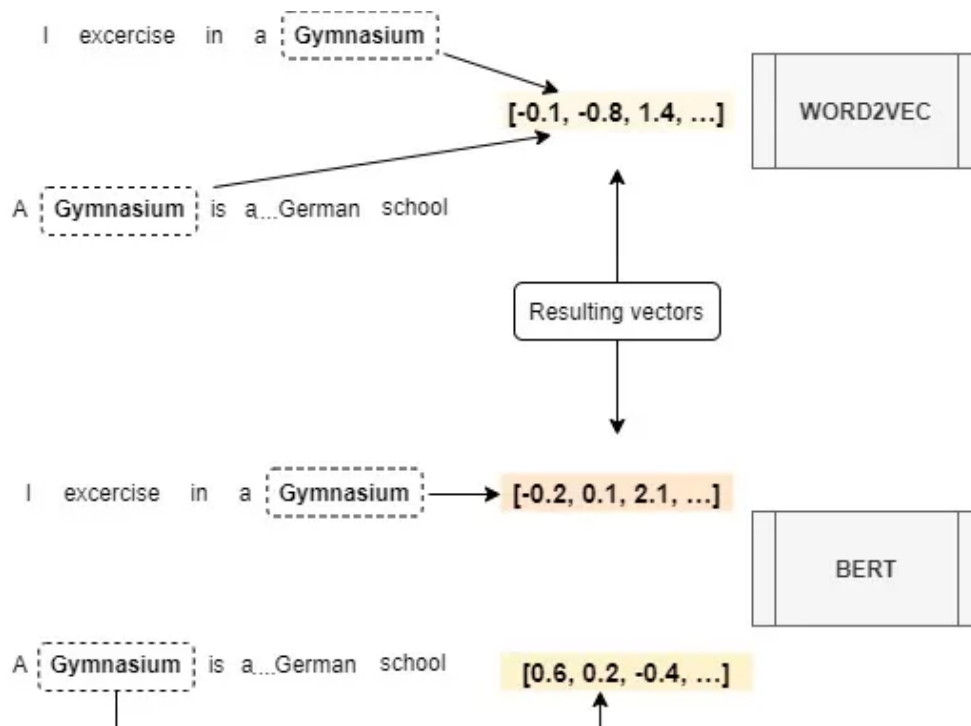 I excercise in a Gymnasium
[-0.1, -0.8, 1.4, ...]
WORD2VEC
A Gymnasium is a...German school
Resulting vectors
I excercise in a Gymnasium
[-0.2, 0.1, 2.1, ...]
BERT
A Gymnasium is a...German school
[0.6, 0.2, -0.4, ...]